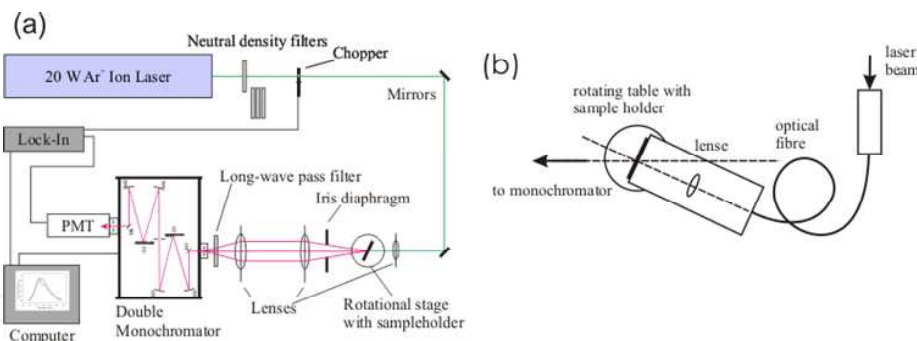 (a)
Neutral density filters
Chopper
20 W Ar⁺ Ion Laser
Mirrors
Lock-In
Long-wave pass filter
Iris diaphragm
PMT
Lenses
Rotational stage
with sampleholder
Double
Monochromator
Computer
(b)
laser
beam
rotating table with
sample holder
lense
optical
fibre
to monochromator